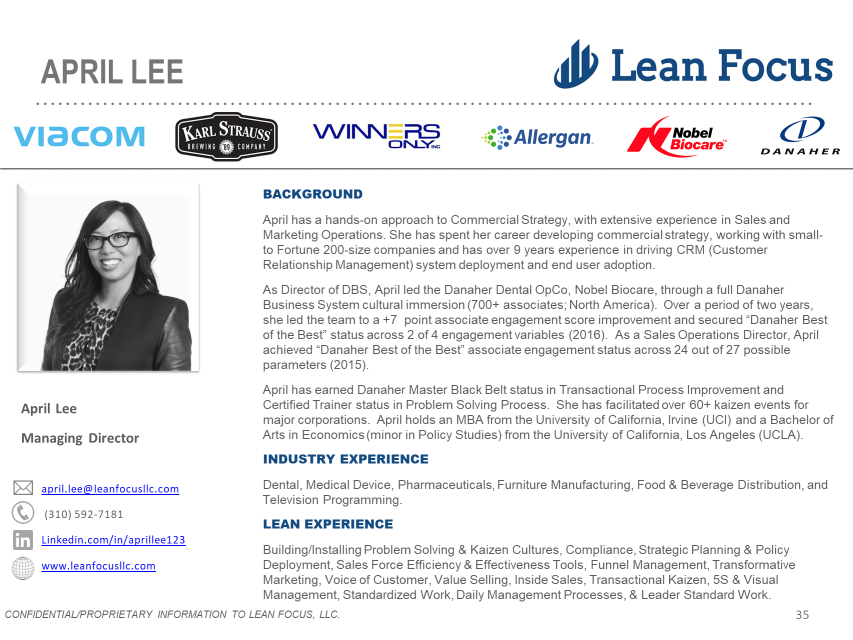 APRIL LEE
Lean Focus
VIACOM
KARL STRAUSS
BREWING 89 COMPANY
WINNERS
ONLY INC
Allergan
Nobel
Biocare™
DANAHER
BACKGROUND
April has a hands-on approach to Commercial Strategy, with extensive experience in Sales and
Marketing Operations. She has spent her career developing commercial strategy, working with small-
to Fortune 200-size companies and has over 9 years experience in driving CRM (Customer
Relationship Management) system deployment and end user adoption.
As Director of DBS, April led the Danaher Dental OpCo, Nobel Biocare, through a full Danaher
Business System cultural immersion (700+ associates; North America). Over a period of two years,
she led the team to a +7 point associate engagement score improvement and secured “Danaher Best
of the Best” status across 2 of 4 engagement variables (2016). As a Sales Operations Director, April
achieved “Danaher Best of the Best” associate engagement status across 24 out of 27 possible
parameters (2015).
April has earned Danaher Master Black Belt status in Transactional Process Improvement and
Certified Trainer status in Problem Solving Process. She has facilitated over 60+ kaizen events for
major corporations. April holds an MBA from the University of California, Irvine (UCI) and a Bachelor of
Arts in Economics (minor in Policy Studies) from the University of California, Los Angeles (UCLA).
INDUSTRY EXPERIENCE
Dental, Medical Device, Pharmaceuticals, Furniture Manufacturing, Food & Beverage Distribution, and
Television Programming.
LEAN EXPERIENCE
Building/Installing Problem Solving & Kaizen Cultures, Compliance, Strategic Planning & Policy
Deployment, Sales Force Efficiency & Effectiveness Tools, Funnel Management, Transformative
Marketing, Voice of Customer, Value Selling, Inside Sales, Transactional Kaizen, 5S & Visual
Management, Standardized Work, Daily Management Processes, & Leader Standard Work.
April Lee
Managing Director
april.lee@leanfocusllc.com
(310) 592-7181
in
Linkedin.com/in/aprillee123
www.leanfocusllc.com
CONFIDENTIAL/PROPRIETARY INFORMATION TO LEAN FOCUS, LLC.
35